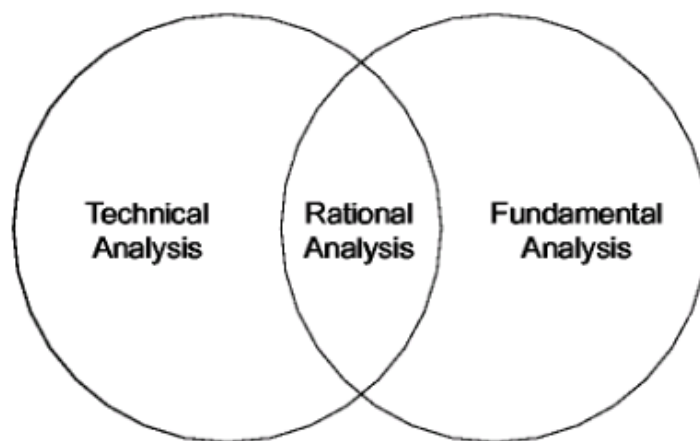 Technical
Analysis
Rational
Analysis
Fundamental
Analysis